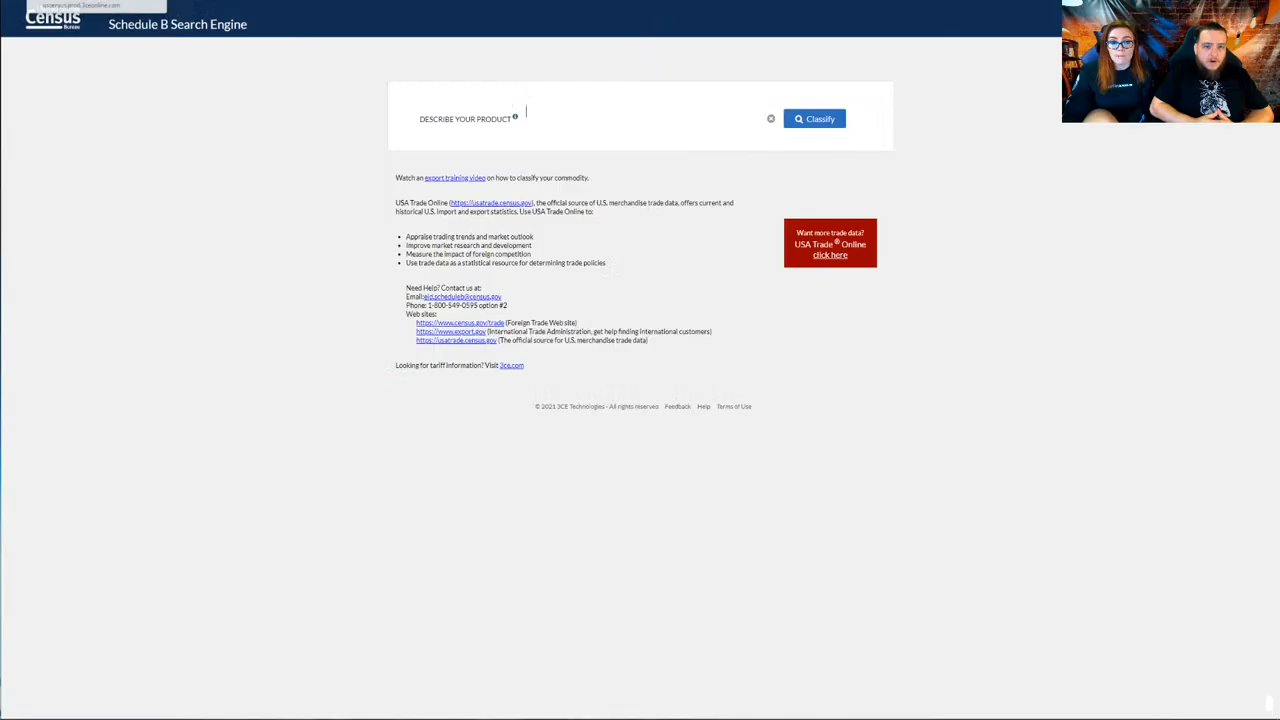 Census
Bureau
Schedule B Search Engine
DESCRIBE YOUR PRODUCT
Classify
Watch an export training video on how to classify your commodity.
USA Trade Online (https://usatrade.census.gov), the official source of U.S. merchandise trade data, offers current and
historical U.S. import and export statistics. Use USA Trade Online to:
• Appraise trading trends and market outlook
• Improve market research and development
• Measure the impact of foreign competition
• Use trade data as a statistical resource for determining trade policies
Want more trade data?
USA Trade ® Online
click here
Need Help? Contact us at:
Email:eid.scheduleb@census.gov
Phone: 1-800-549-0595 option #2
Web sites:
https://www.census.gov/trade (Foreign Trade Web site)
https://www.export.gov (International Trade Administration, get help finding international customers)
https://usatrade.census.gov (The official source for U.S. merchandise trade data)
Looking for tariff information? Visit 3ce.com
© 2021 3CE Technologies - All rights reserved Feedback Help Terms of Use